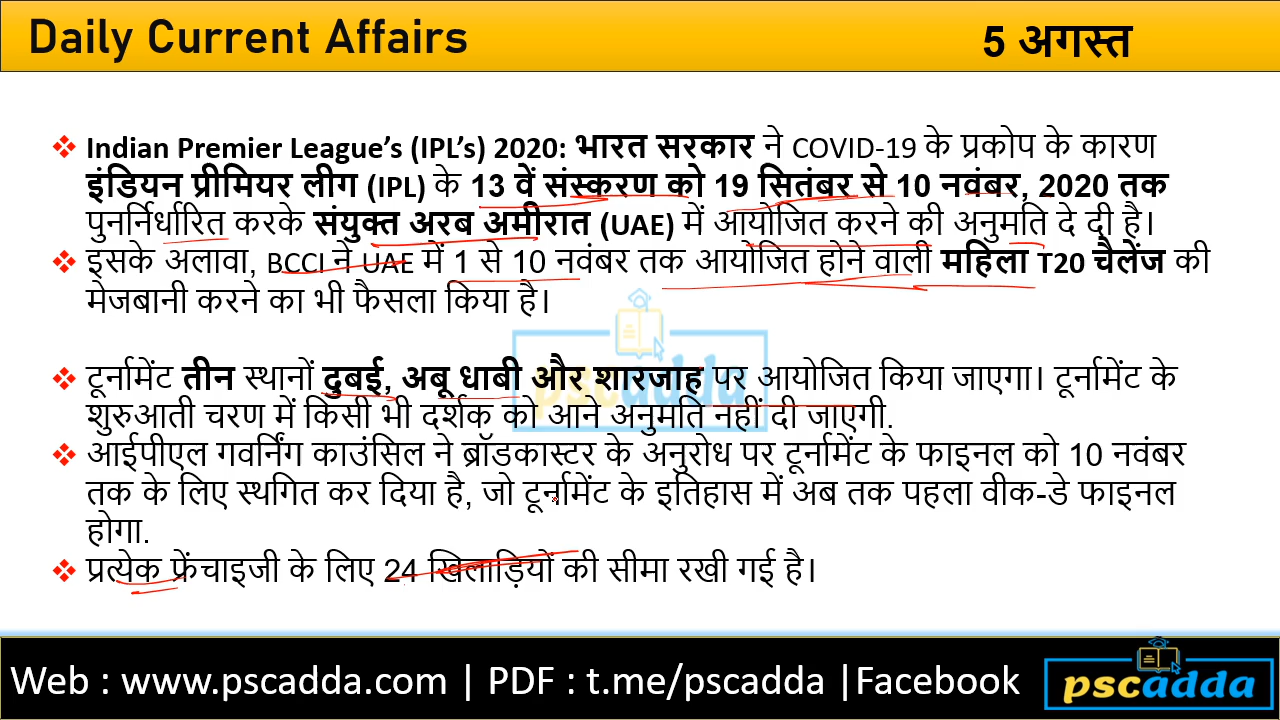 Daily Current Affairs
5 अगस्त
❖ Indian Premier League’s (IPL’s) 2020: भारत सरकार ने COVID-19 के प्रकोप के कारण
इंडियन प्रीमियर लीग (IPL) के 13 वें संस्करण को 19 सितंबर से 10 नवंबर, 2020 तक
पुनर्निर्धारित करके संयुक्त अरब अमीरात (UAE) में आयोजित करने की अनुमति दे दी है।
❖ इसके अलावा, BCCI ने UAE में 1 से 10 नवंबर तक आयोजित होने वाली महिला T20 चैलेंज की
मेजबानी करने का भी फैसला किया है।
❖ टूर्नामेंट तीन स्थानों दुबई, अबू धाबी और शारजाह पर आयोजित किया जाएगा। टूर्नामेंट के
शुरुआती चरण में किसी भी दर्शक को आने अनुमति नहीं दी जाएगी.
❖ आईपीएल गवर्निंग काउंसिल ने ब्रॉडकास्टर के अनुरोध पर टूर्नामेंट के फाइनल को 10 नवंबर
तक के लिए स्थगित कर दिया है, जो टूर्नामेंट के इतिहास में अब तक पहला वीक-डे फाइनल
होगा.
❖ प्रत्येक फ्रेंचाइजी के लिए 24 खिलाड़ियों की सीमा रखी गई है।
pscadda
Web : www.pscadda.com | PDF : t.me/pscadda |Facebook
pscadda